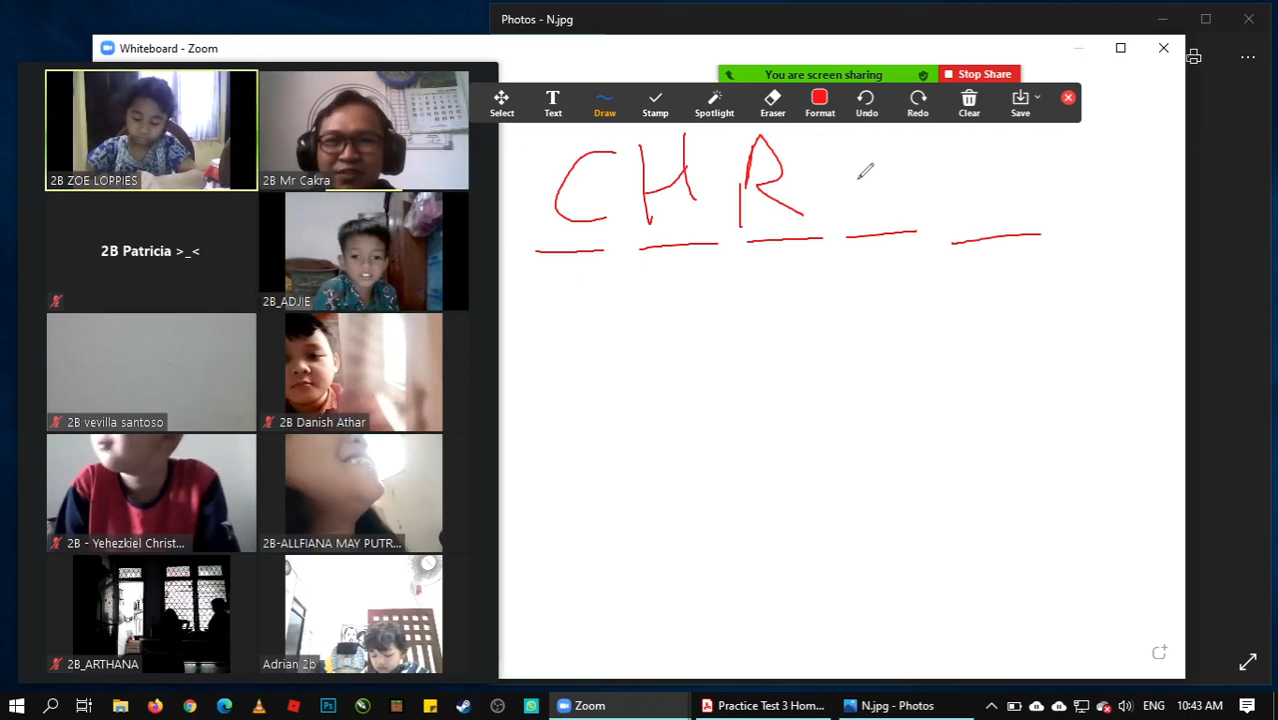 Photos - N.jpg
Whiteboard - Zoom
You are screen sharing
Stop Share
Select Text Draw Stamp Spotlight Eraser Format Undo Redo Clear Save
C H R
2B ZOE LOPPIES
2B Mr Cakra
2B Patricia >_<
2B_ADJIE
2B vevilla santoso
2B Danish Athar
2B - Yehezkiel Christ...
2B-ALLFIANA MAY PUTR...
2B_ARTHANA
Adrian 2b
Zoom
Practice Test 3 Hom...
N.jpg - Photos
ENG
10:43 AM